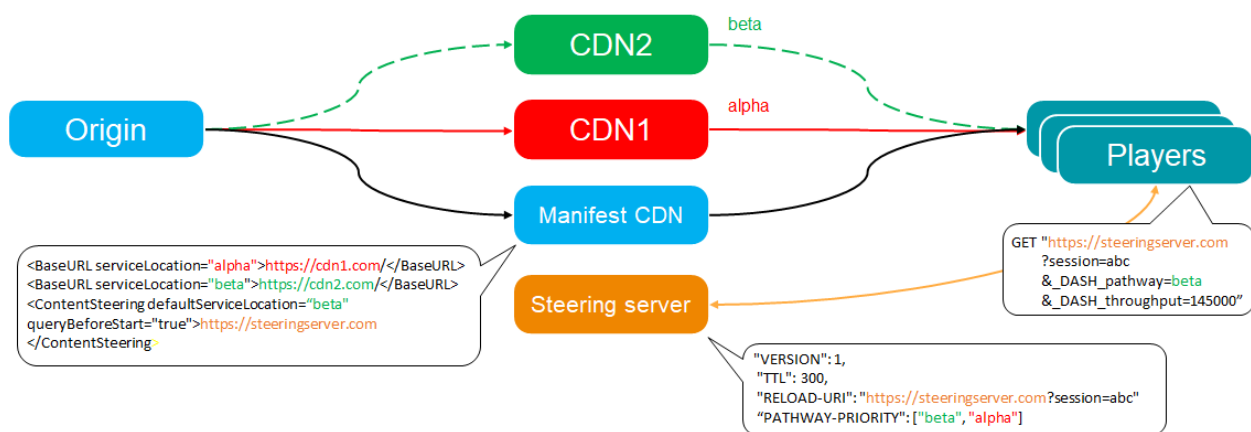 beta
CDN2
alpha
Origin
CDN1
Players
Manifest CDN
<BaseURL serviceLocation="alpha">https://cdn1.com/</BaseURL>
<BaseURL serviceLocation="beta">https://cdn2.com/</BaseURL>
<ContentSteering defaultServiceLocation=“beta"
queryBeforeStart="true">https://steeringserver.com
</ContentSteering>
Steering server
GET "https://steeringserver.com
?session=abc
&_DASH_pathway=beta
&_DASH_throughput=145000”
"VERSION": 1,
"TTL": 300,
"RELOAD-URI": "https://steeringserver.com?session=abc"
“PATHWAY-PRIORITY": ["beta", "alpha"]